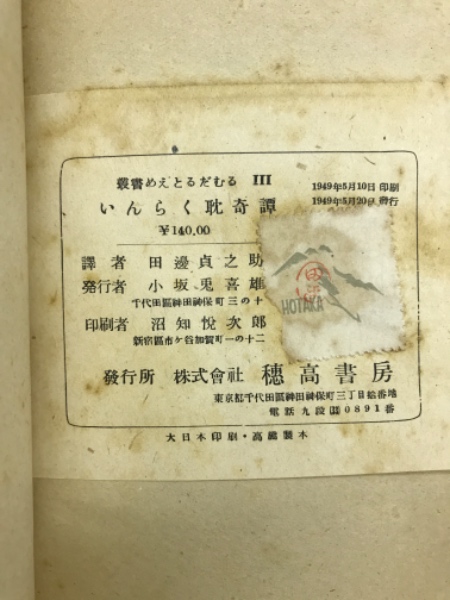 叢書めえとるだむる III
いんらく耽奇譚
¥140.00
1949年5月10日 印刷
1949年5月20日 發行
譯者 田邊貞之助
発行者 小坂兎喜雄
千代田區神田神保町三の十
印刷者 沼知悅次郎
新宿區市ケ谷加賀町一の十二
HOTAKA
發行所 株式會社 穗高書房
東京都千代田區神田神保町三丁目拾番地
電話九段 0891番
大日本印刷・高 製本